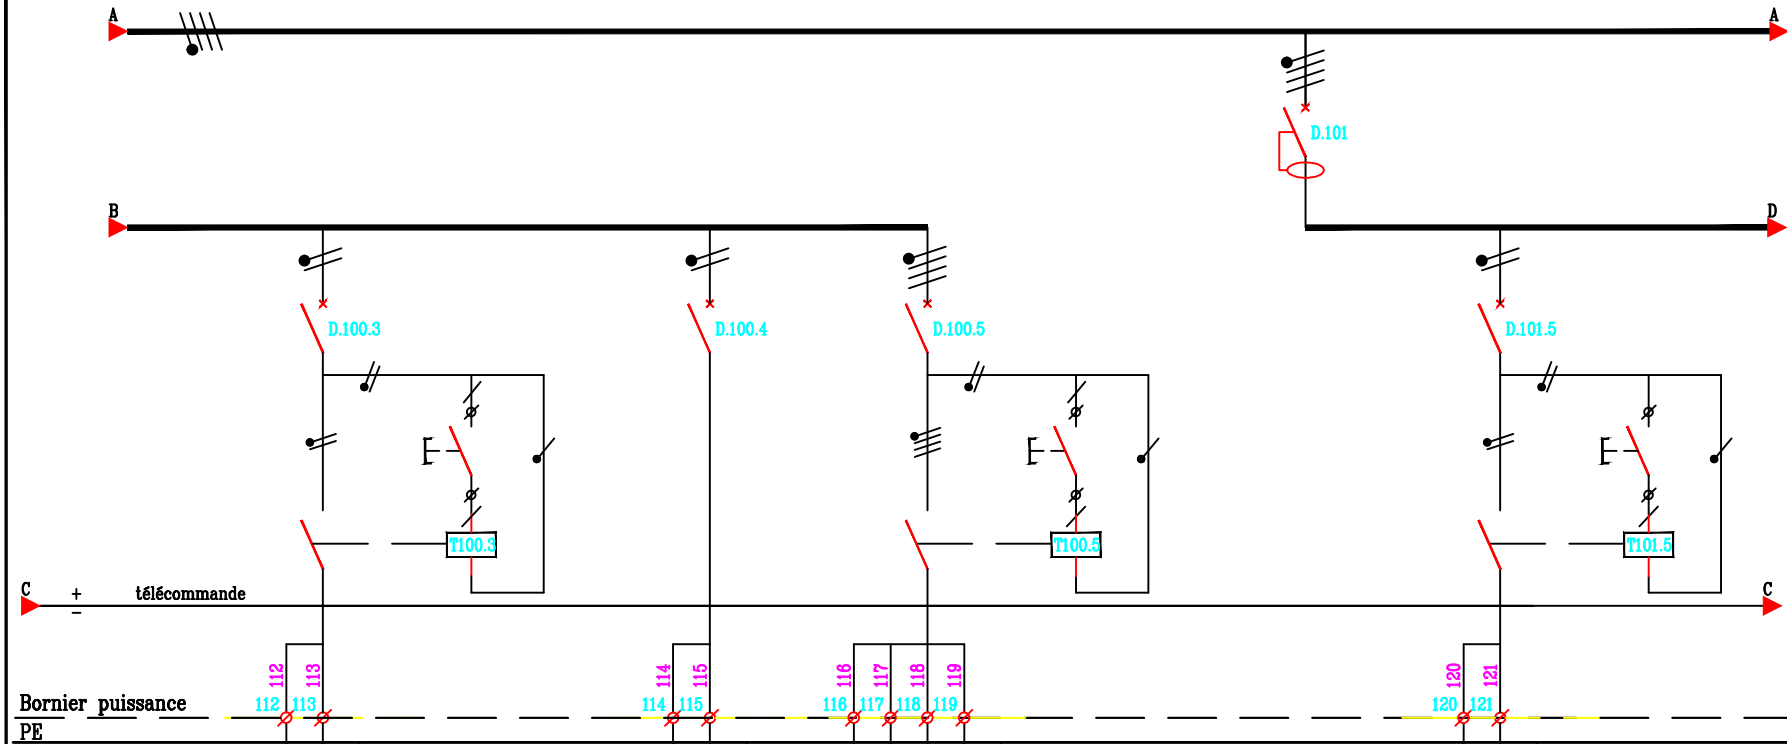 A A
D.101
B D
D.100.3 D.100.4 D.100.5 D.101.5
T100.3 T100.5 T101.5
C + télécommande C
−
112 113 114 115 116 117 118 119 120 121
Bornier puissance 112 113 114 115 116 117 118 119 120 121
PE